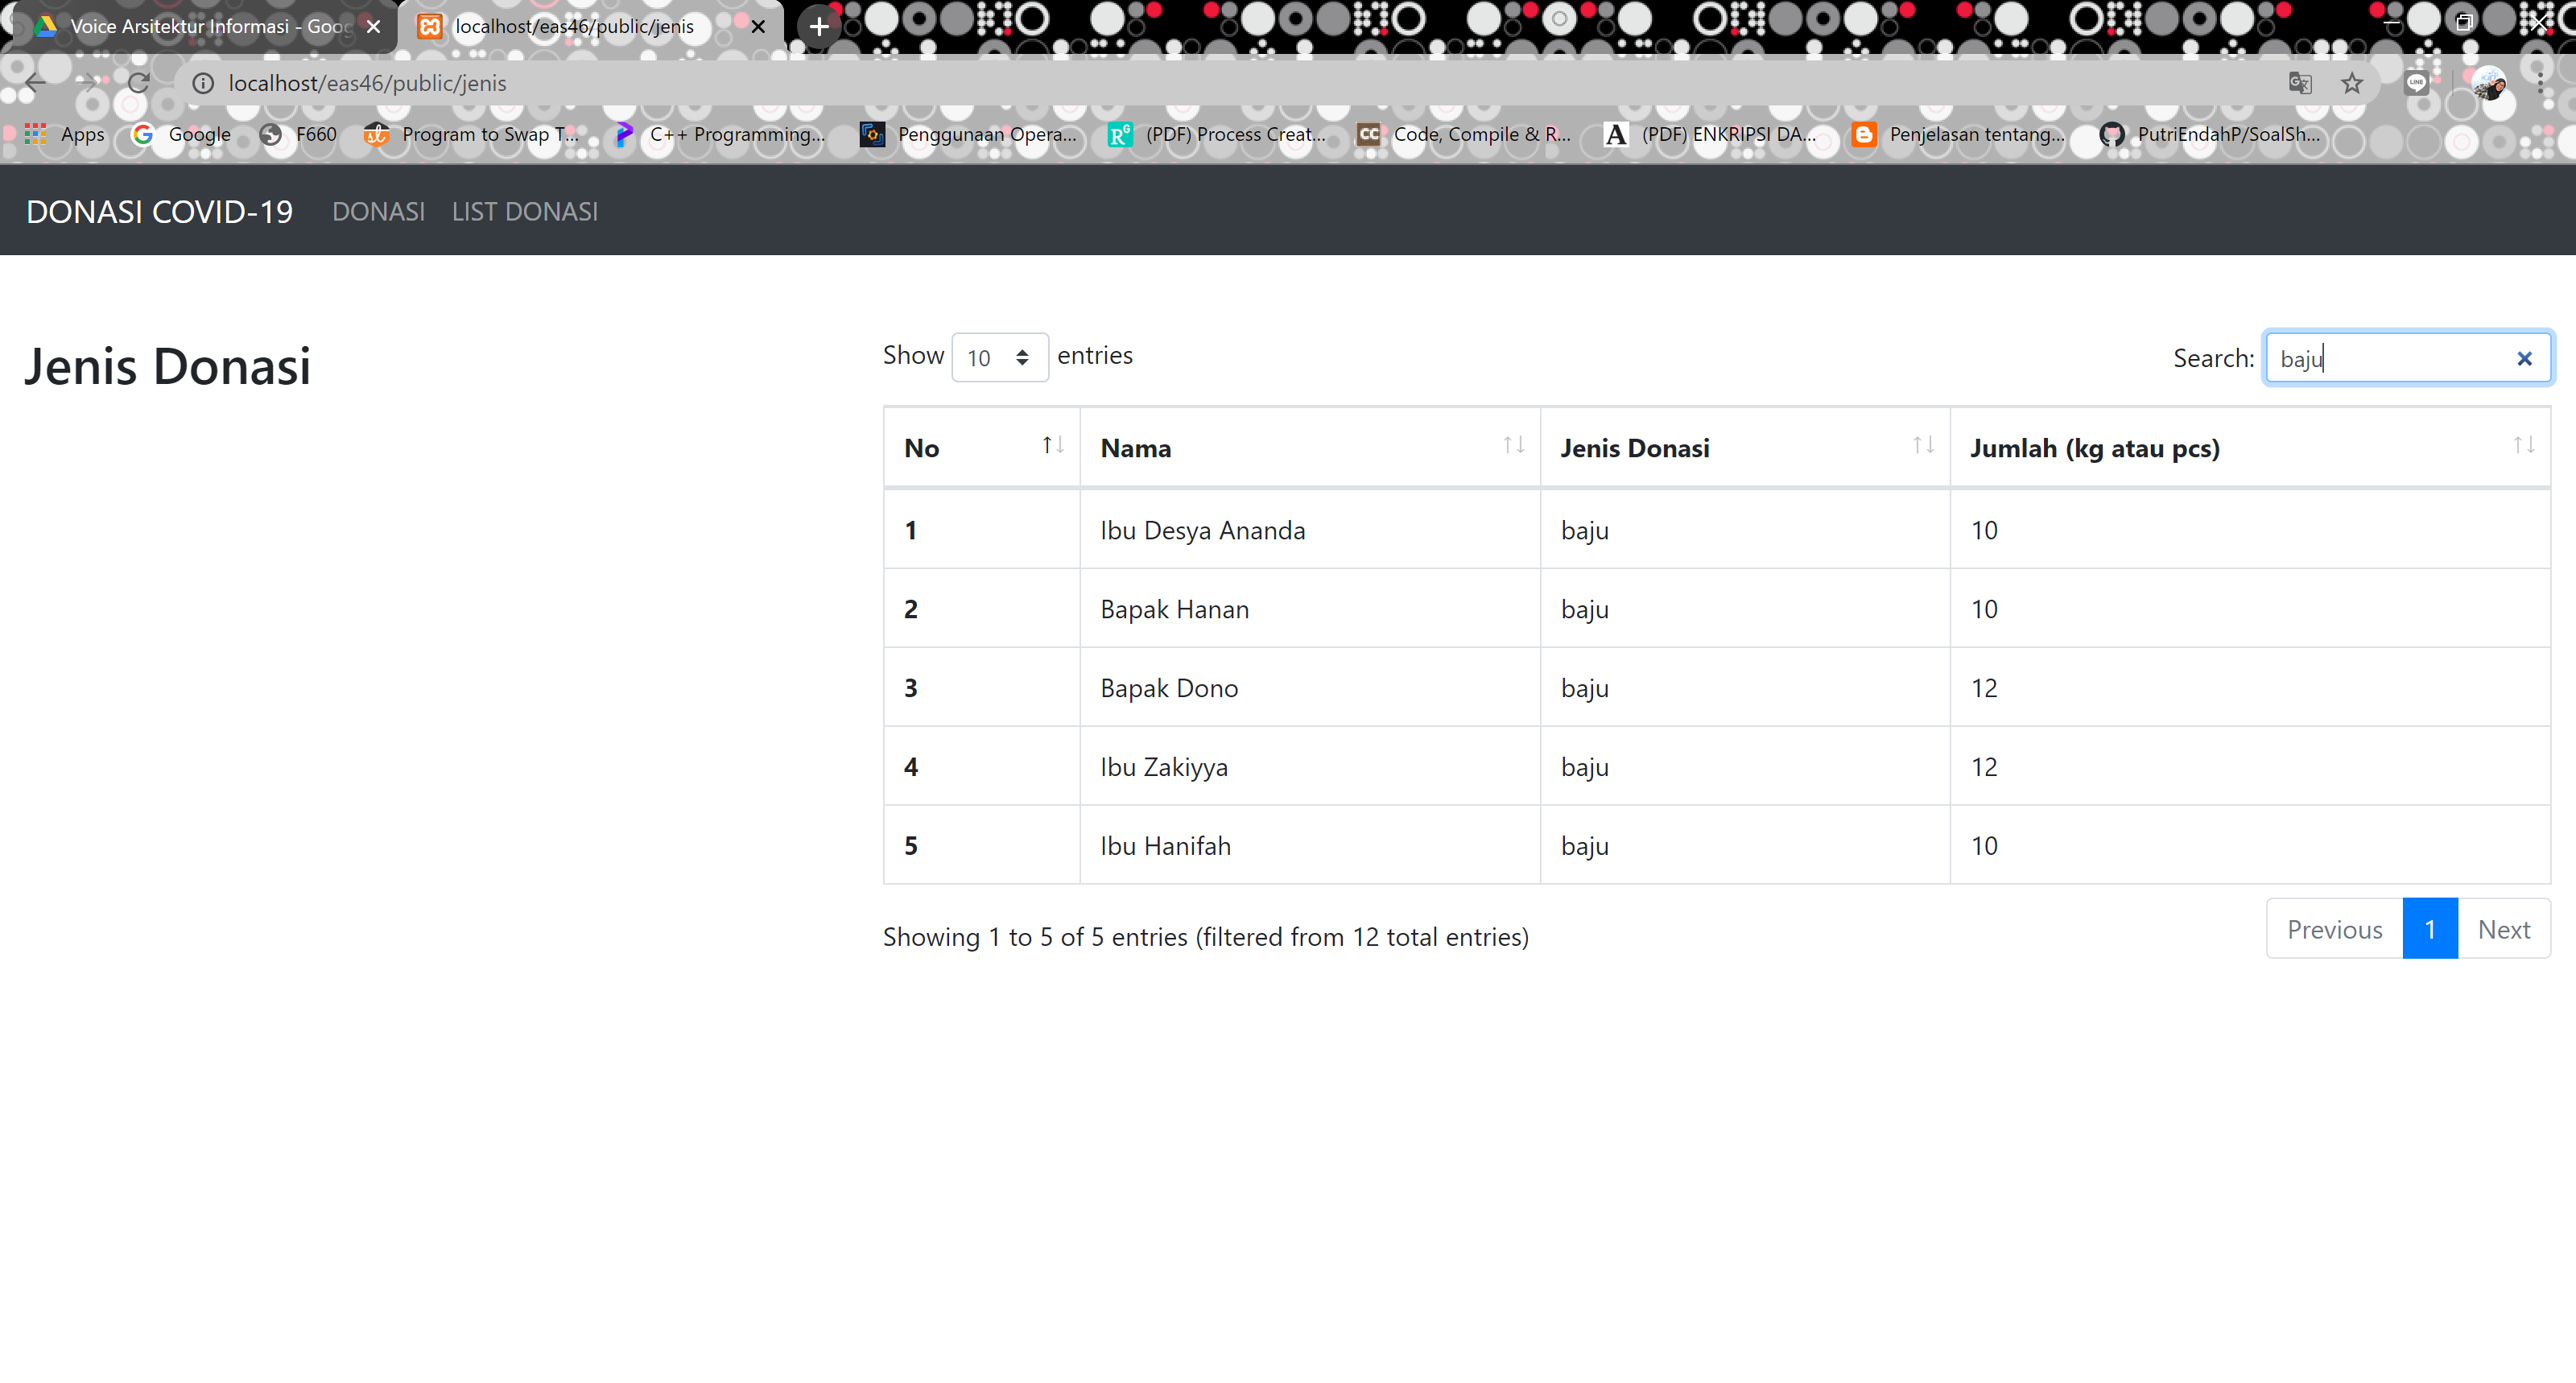 Voice Arsitektur Informasi - Goog
localhost/eas46/public/jenis
localhost/eas46/public/jenis
Apps
Google
F660
Program to Swap T...
C++ Programming...
Penggunaan Opera...
(PDF) Process Creat...
Code, Compile & R...
(PDF) ENKRIPSI DA...
Penjelasan tentang...
PutriEndahP/SoalSh...
DONASI COVID-19 DONASI LIST DONASI
Jenis Donasi
Show 10 entries
Search: baju
No Nama Jenis Donasi Jumlah (kg atau pcs)
1 Ibu Desya Ananda baju 10
2 Bapak Hanan baju 10
3 Bapak Dono baju 12
4 Ibu Zakiyya baju 12
5 Ibu Hanifah baju 10
Showing 1 to 5 of 5 entries (filtered from 12 total entries)
Previous 1 Next